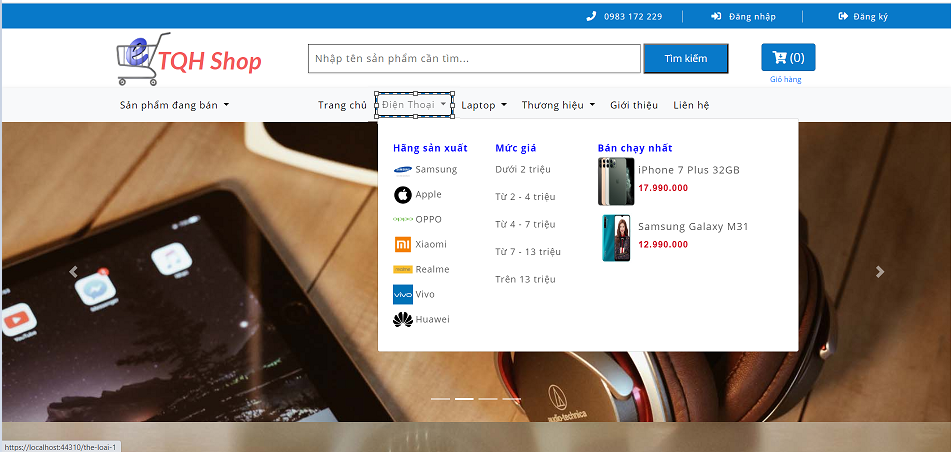 0983 172 229
Đăng nhập
Đăng ký
e
TQH Shop
Nhập tên sản phẩm cần tìm...
Tìm kiếm
(0)
Giỏ hàng
Sản phẩm đang bán
Trang chủ
Điện Thoại
Laptop
Thương hiệu
Giới thiệu
Liên hệ
Hãng sản xuất
Mức giá
Bán chạy nhất
Samsung
Apple
OPPO
Xiaomi
Realme
Vivo
Huawei
Dưới 2 triệu
Từ 2 - 4 triệu
Từ 4 - 7 triệu
Từ 7 - 13 triệu
Trên 13 triệu
iPhone 7 Plus 32GB
17.990.000
Samsung Galaxy M31
12.990.000
audio-technica
https://localhost:44310/the-loai-1